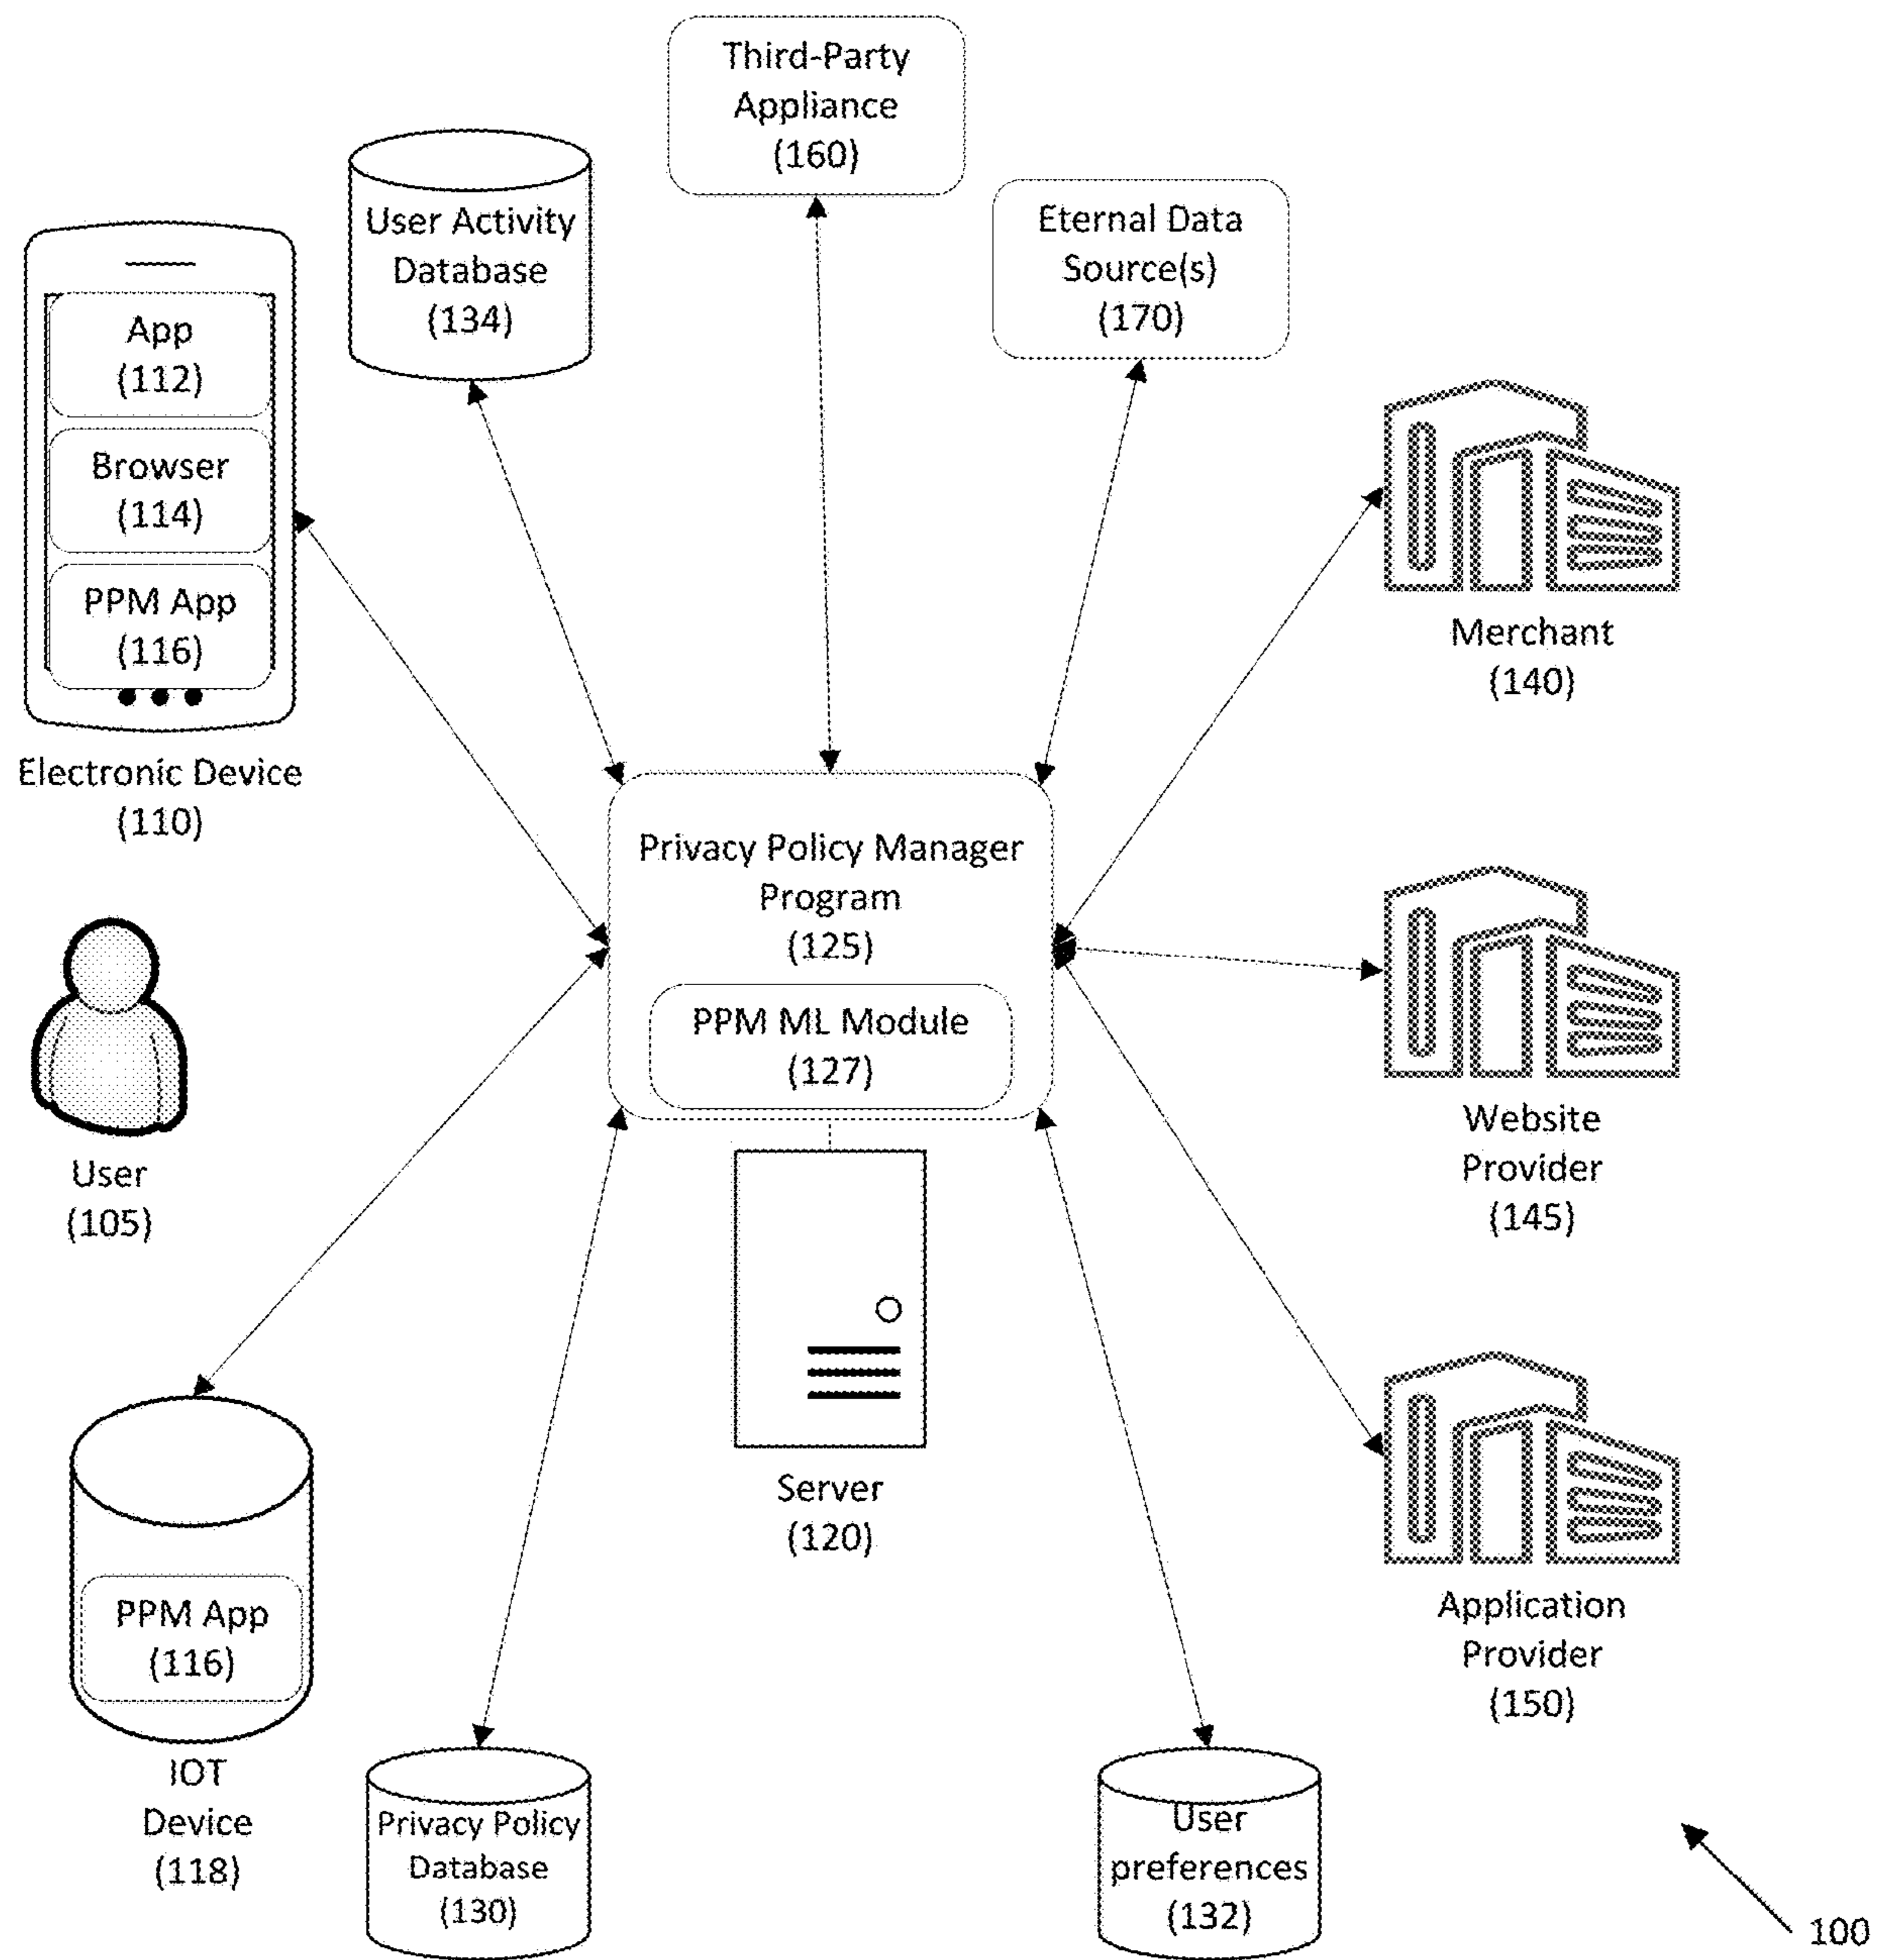 Third-Party
Appliance
(160)
User Activity
Database
(134)
Eternal Data
Source(s)
(170)
App
(112)
Browser
(114)
PPM App
(116)
Electronic Device
(110)
Merchant
(140)
Privacy Policy Manager
Program
(125)
PPM ML Module
(127)
User
(105)
Website
Provider
(145)
Server
(120)
PPM App
(116)
IOT
Device
(118)
Application
Provider
(150)
Privacy Policy
Database
(130)
User
preferences
(132)
100